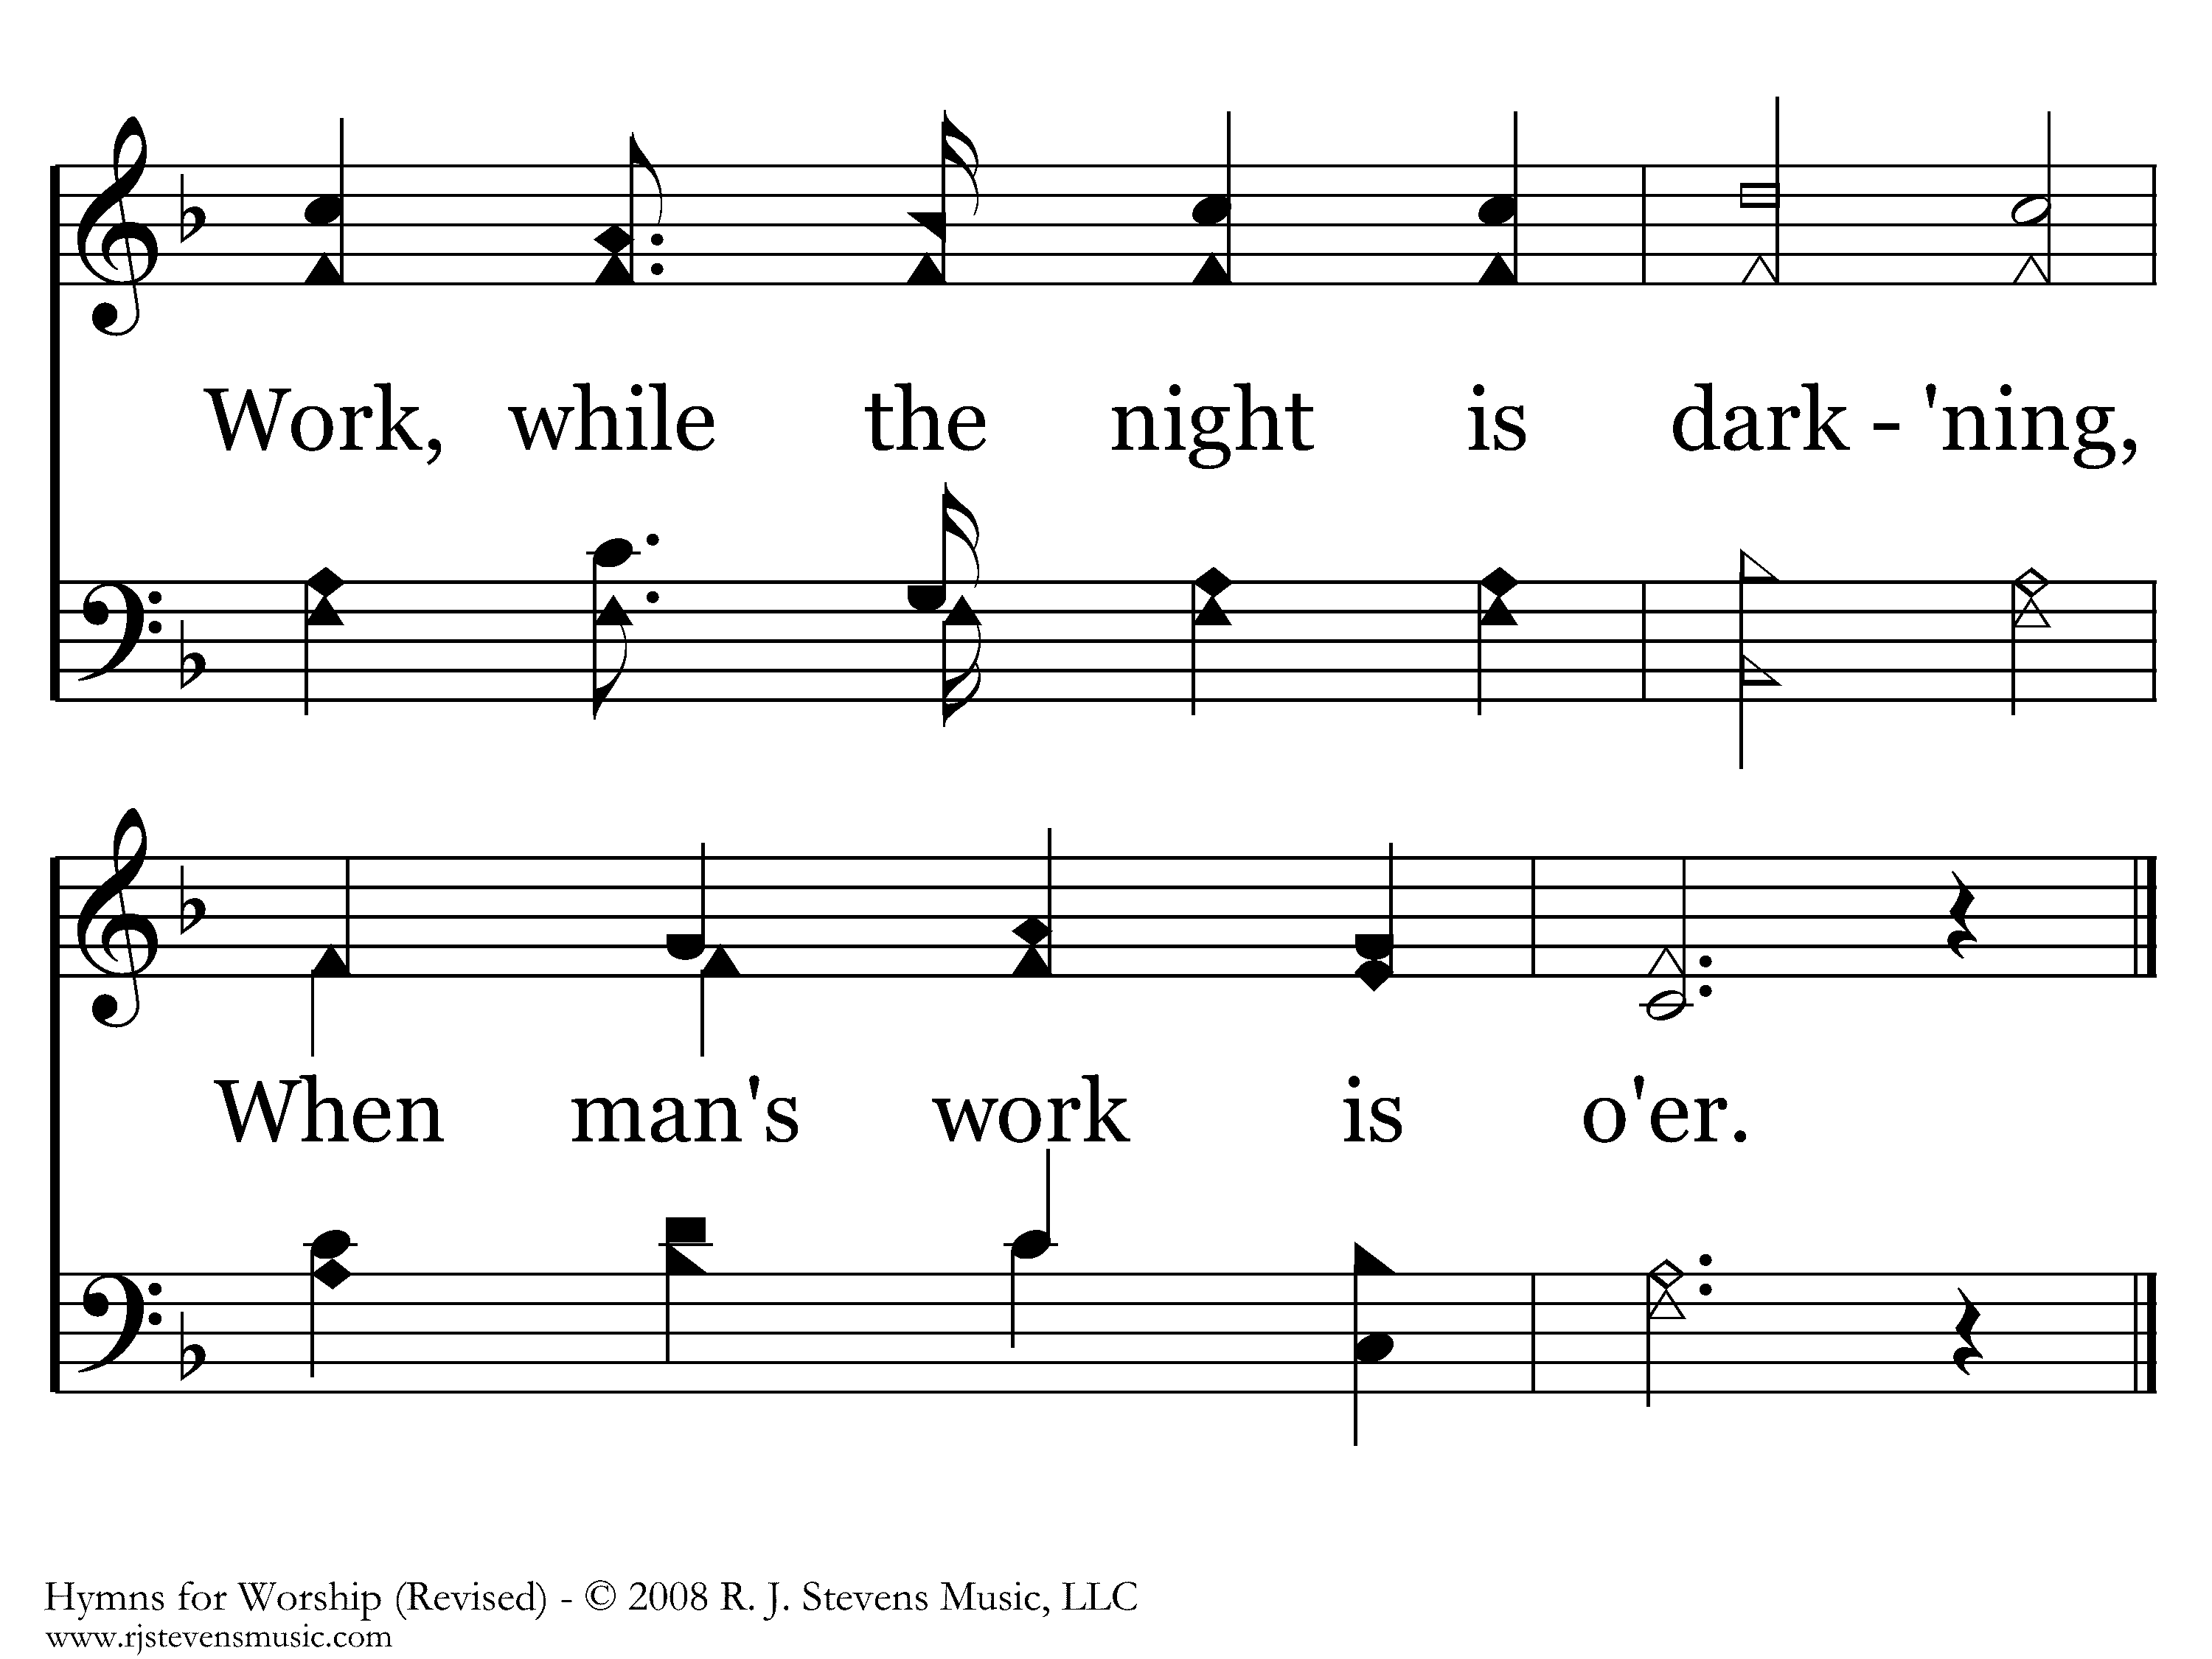 Work, while the night is dark - 'ning,
When man's work is o'er.
Hymns for Worship (Revised) - © 2008 R. J. Stevens Music, LLC
www.rjstevensmusic.com